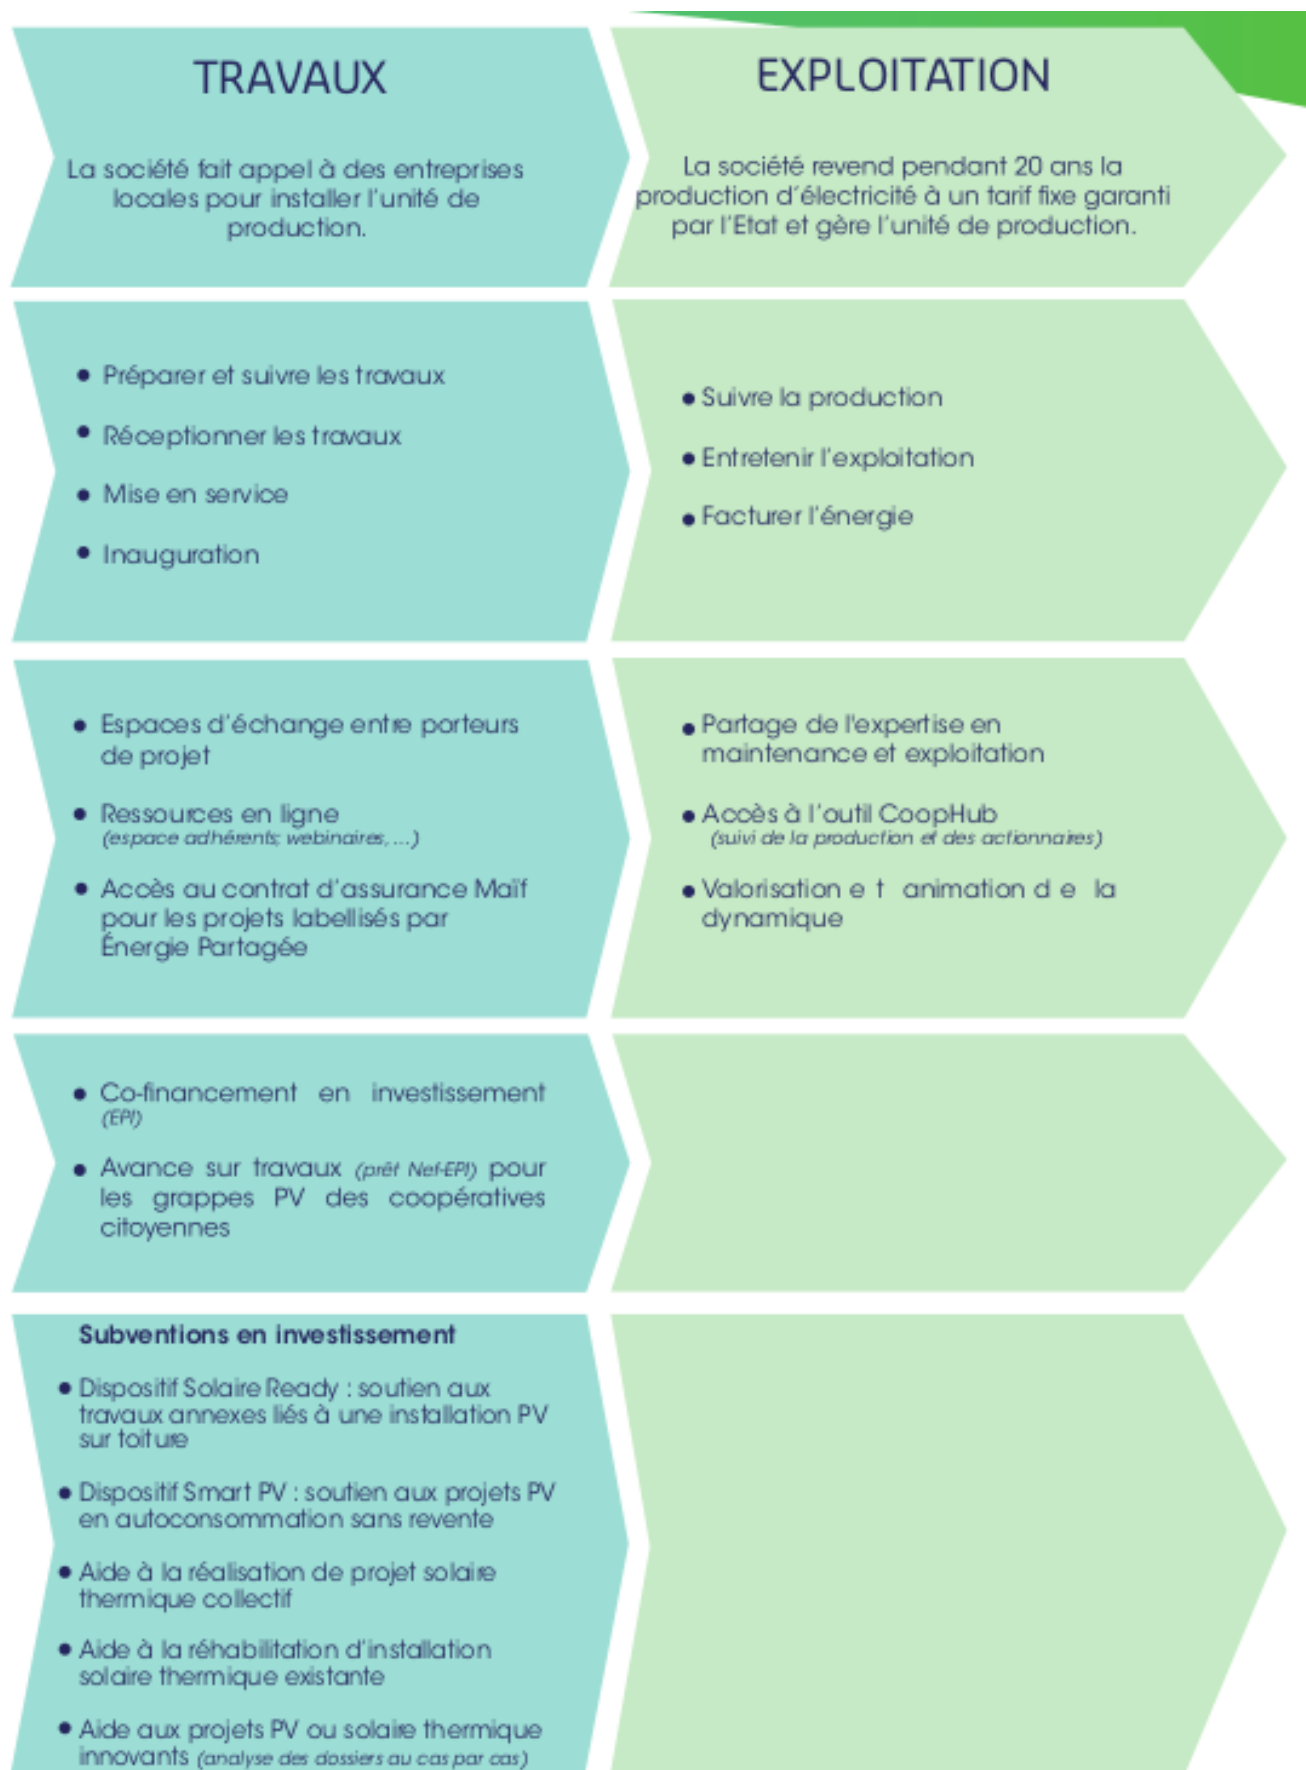 TRAVAUX
La société fait appel à des entreprises
locales pour installer l'unité de
production.
EXPLOITATION
La société revend pendant 20 ans la
production d'électricité à un tarif fixe garanti
par l'Etat et gère l'unité de production.
• Préparer et suivre les travaux
• Réceptionner les travaux
• Mise en service
• Inauguration
• Suivre la production
• Entretenir l'exploitation
• Facturer l'énergie
• Espaces d'échange entre porteurs
de projet
• Ressources en ligne
(espace adhérents, webinaires, ...)
• Accès au contrat d'assurance Maïf
pour les projets labellisés par
Énergie Partagée
• Partage de l'expertise en
maintenance et exploitation
• Accès à l'outil CoopHub
(suivi de la production et des actionnaires)
• Valorisation e t animation d e la
dynamique
• Co-financement en investissement
(EPI)
• Avance sur travaux (prêt Nef-EPI) pour
les grappes PV des coopératives
citoyennes
Subventions en investissement
• Dispositif Solaire Ready : soutien aux
travaux annexes liés à une installation PV
sur toiture
• Dispositif Smart PV : soutien aux projets PV
en autoconsommation sans revente
• Aide à la réalisation de projet solaire
thermique collectif
• Aide à la réhabilitation d'installation
solaire thermique existante
• Aide aux projets PV ou solaire thermique
innovants (analyse des dossiers au cas par cas)